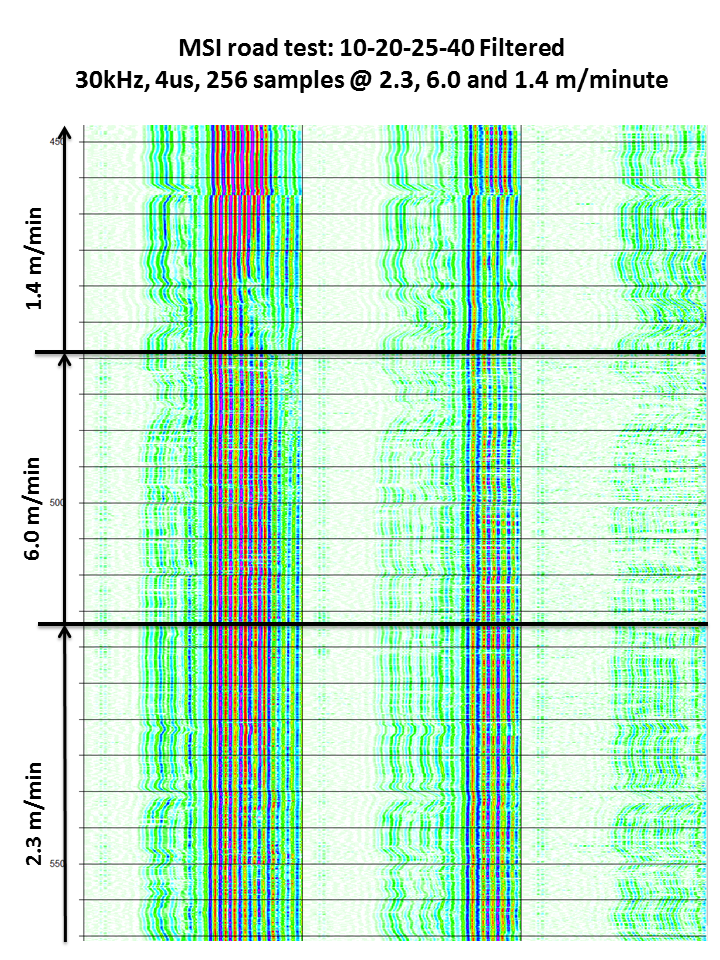 MSI road test: 10-20-25-40 Filtered
30kHz, 4us, 256 samples @ 2.3, 6.0 and 1.4 m/minute
450
1.4 m/min
6.0 m/min
500
2.3 m/min
550